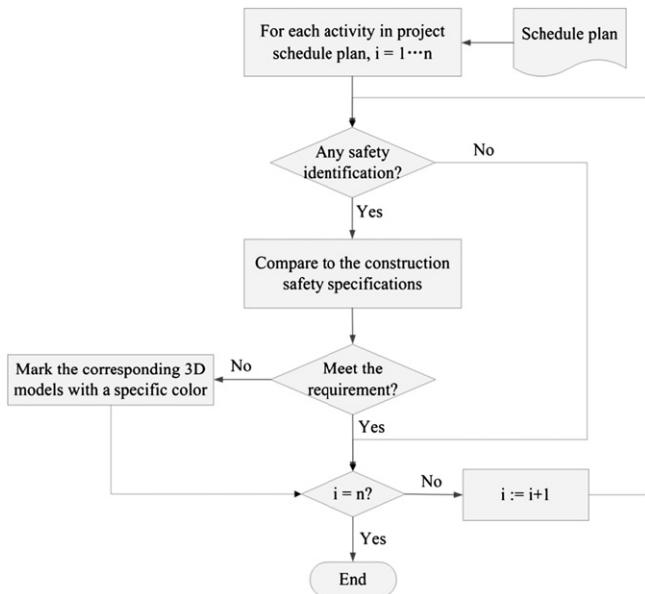 For each activity in project
schedule plan, i = 1⋯n
Schedule plan
Any safety
identification?
No
Yes
Compare to the construction
safety specifications
Mark the corresponding 3D
models with a specific color
No
Meet the
requirement?
Yes
i = n?
No
i := i+1
Yes
End